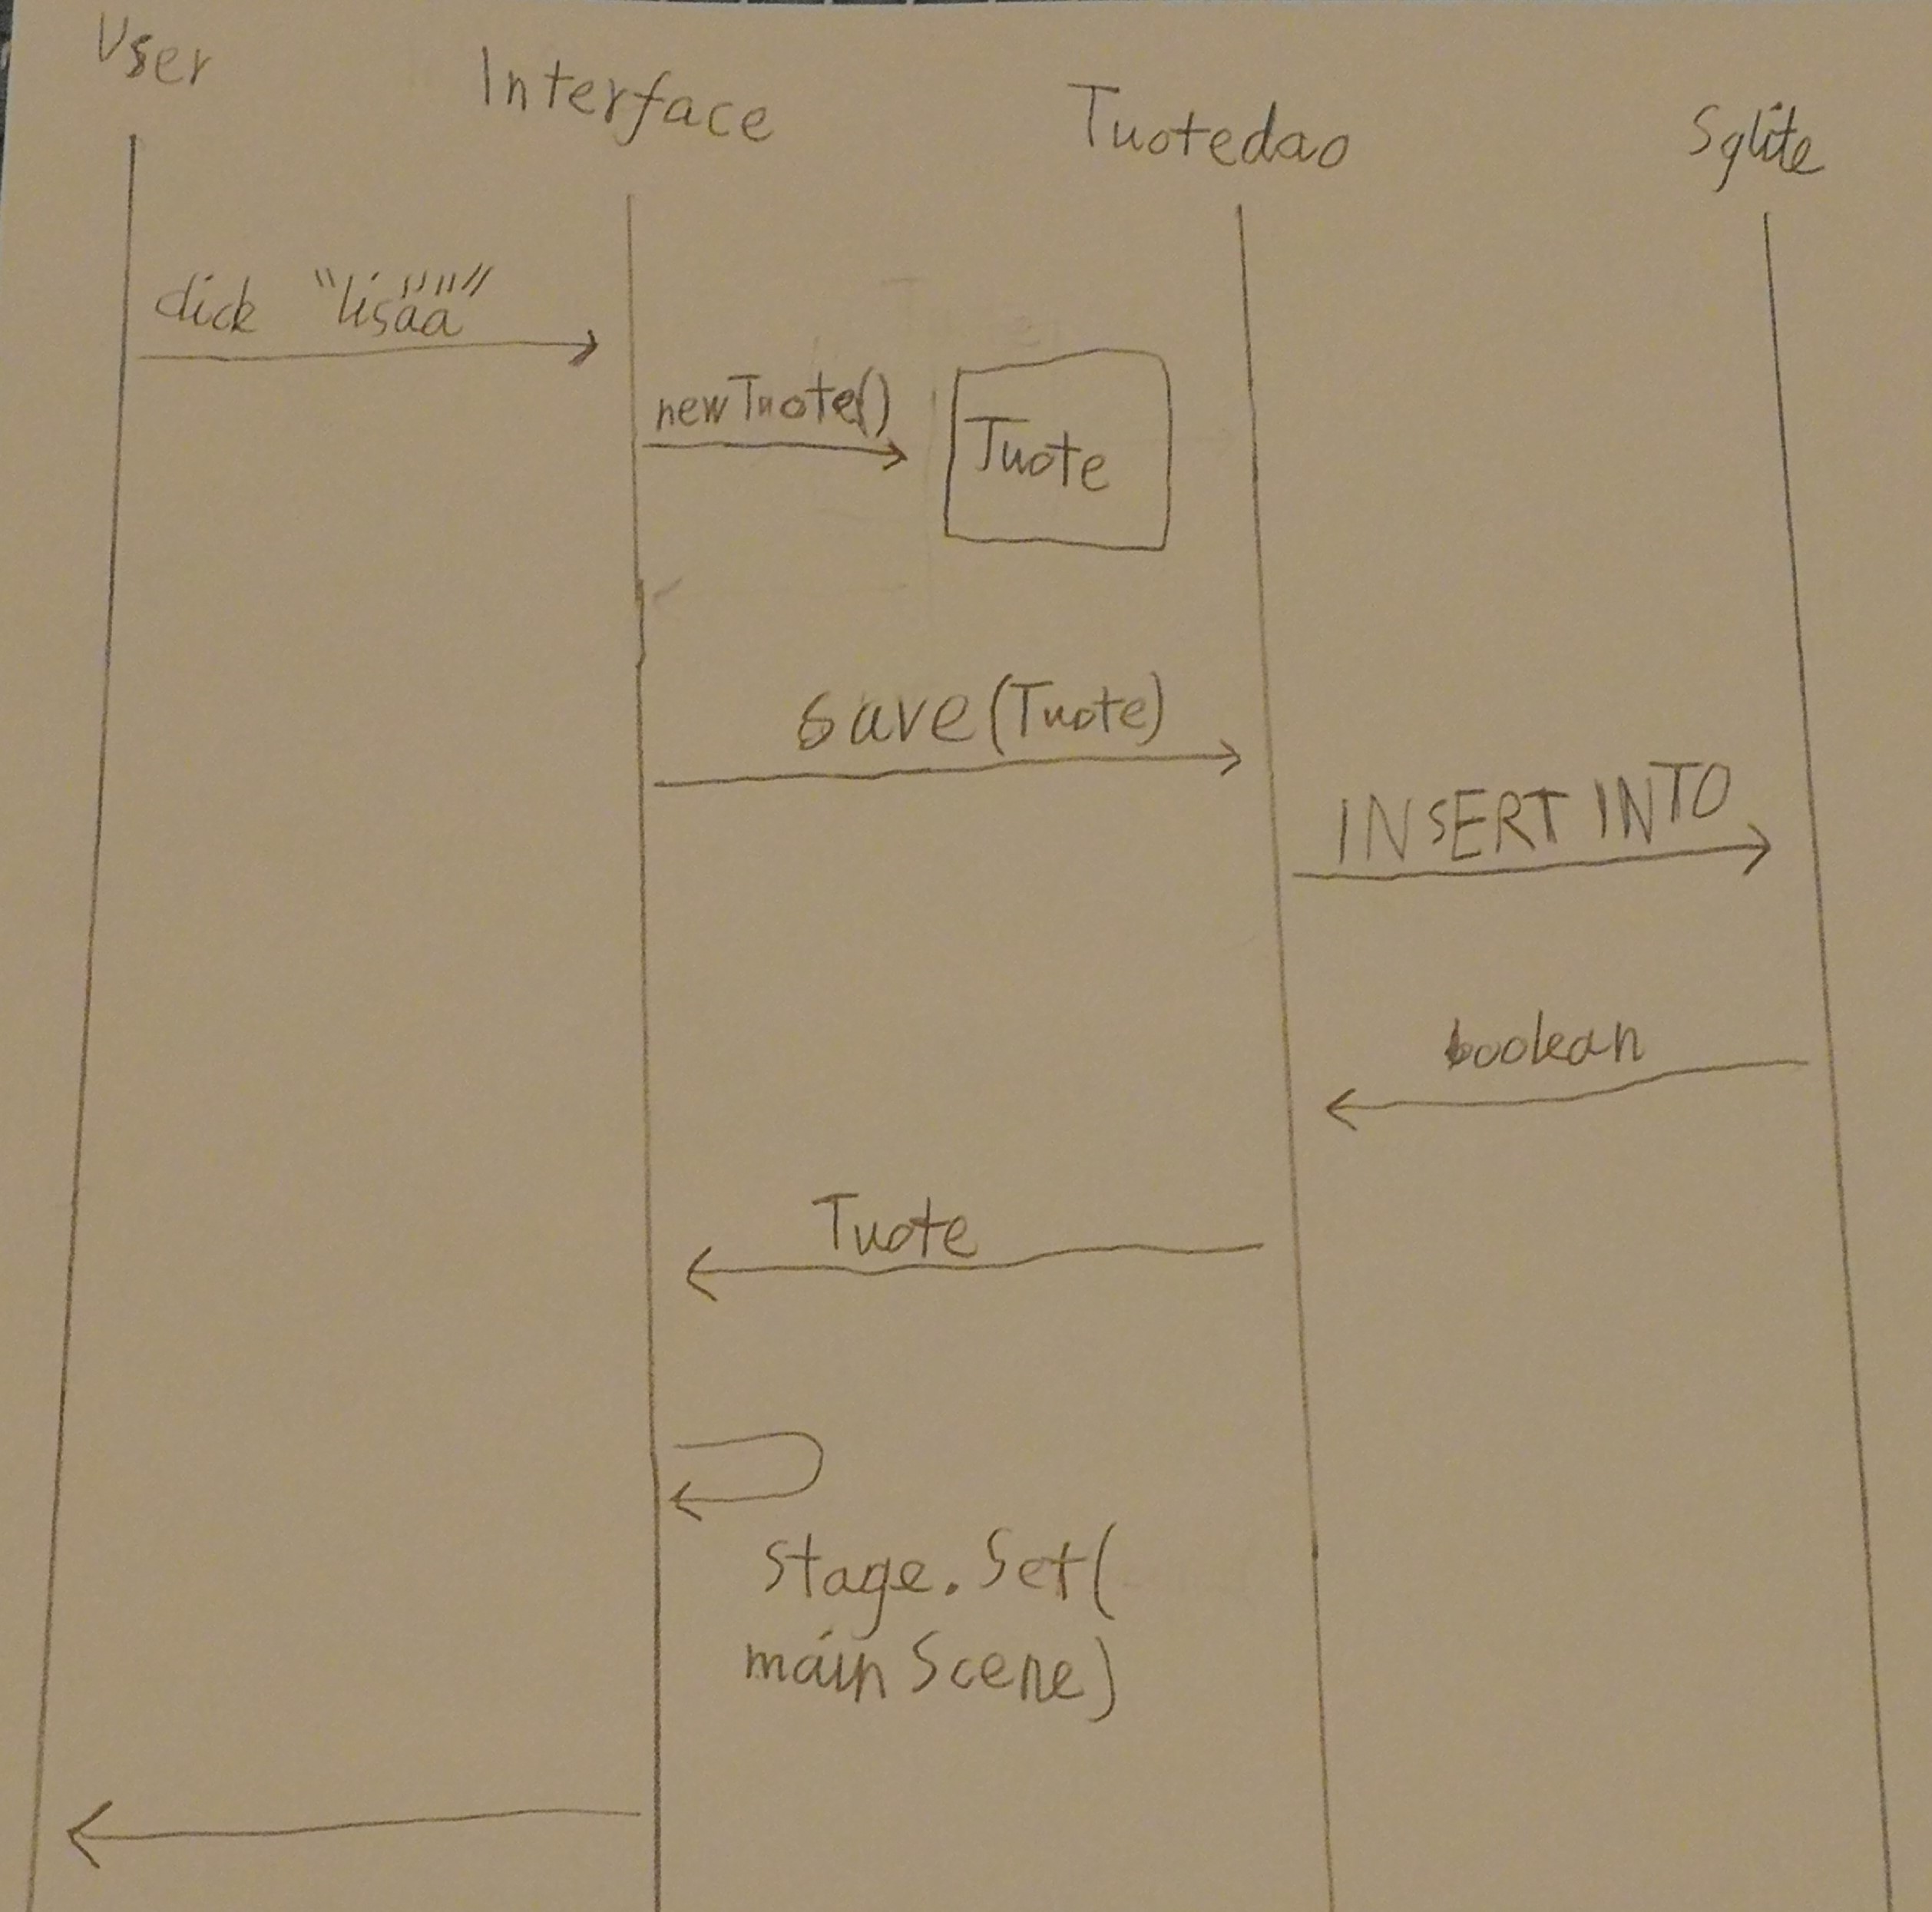 User
Interface
Tuotedao
Sqlite
click "lisää"
newTuote()
Tuote
save(Tuote)
INSERT INTO
boolean
Tuote
stage.Set(
mainScene)